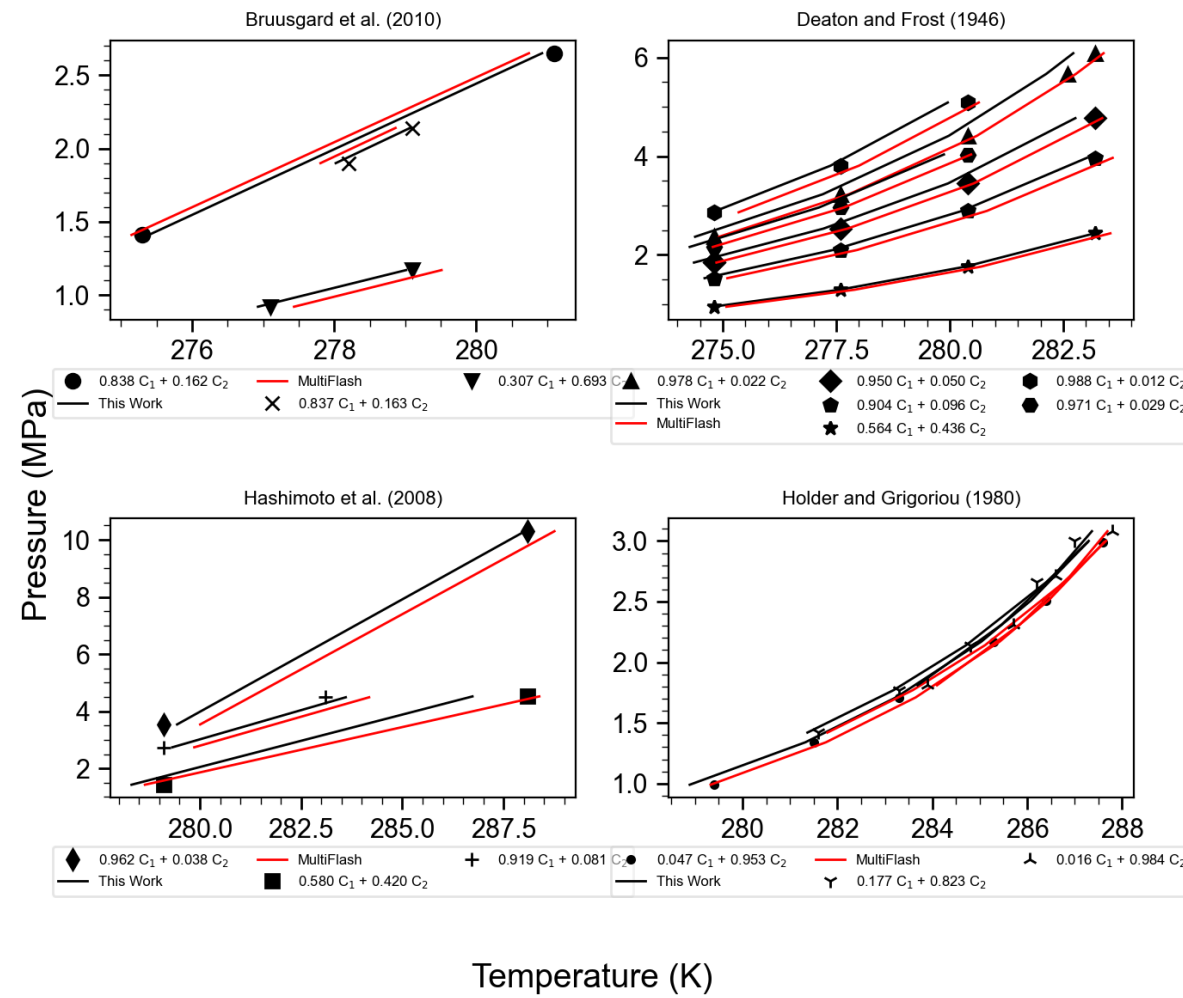 Bruusgard et al. (2010)
Deaton and Frost (1946)
2.5
2.0
1.5
1.0
276
278
280
6
4
2
275.0
277.5
280.0
282.5
0.838 C₁ + 0.162 C₂
MultiFlash
0.307 C₁ + 0.693 C₂
This Work
0.837 C₁ + 0.163 C₂
0.978 C₁ + 0.022 C₂
0.950 C₁ + 0.050 C₂
0.988 C₁ + 0.012 C₂
This Work
0.904 C₁ + 0.096 C₂
0.971 C₁ + 0.029 C₂
MultiFlash
0.564 C₁ + 0.436 C₂
Pressure (MPa)
Hashimoto et al. (2008)
Holder and Grigoriou (1980)
10
8
6
4
2
280.0
282.5
285.0
287.5
3.0
2.5
2.0
1.5
1.0
280
282
284
286
288
0.962 C₁ + 0.038 C₂
MultiFlash
0.919 C₁ + 0.081 C₂
This Work
0.580 C₁ + 0.420 C₂
0.047 C₁ + 0.953 C₂
MultiFlash
0.016 C₁ + 0.984 C₂
This Work
0.177 C₁ + 0.823 C₂
Temperature (K)